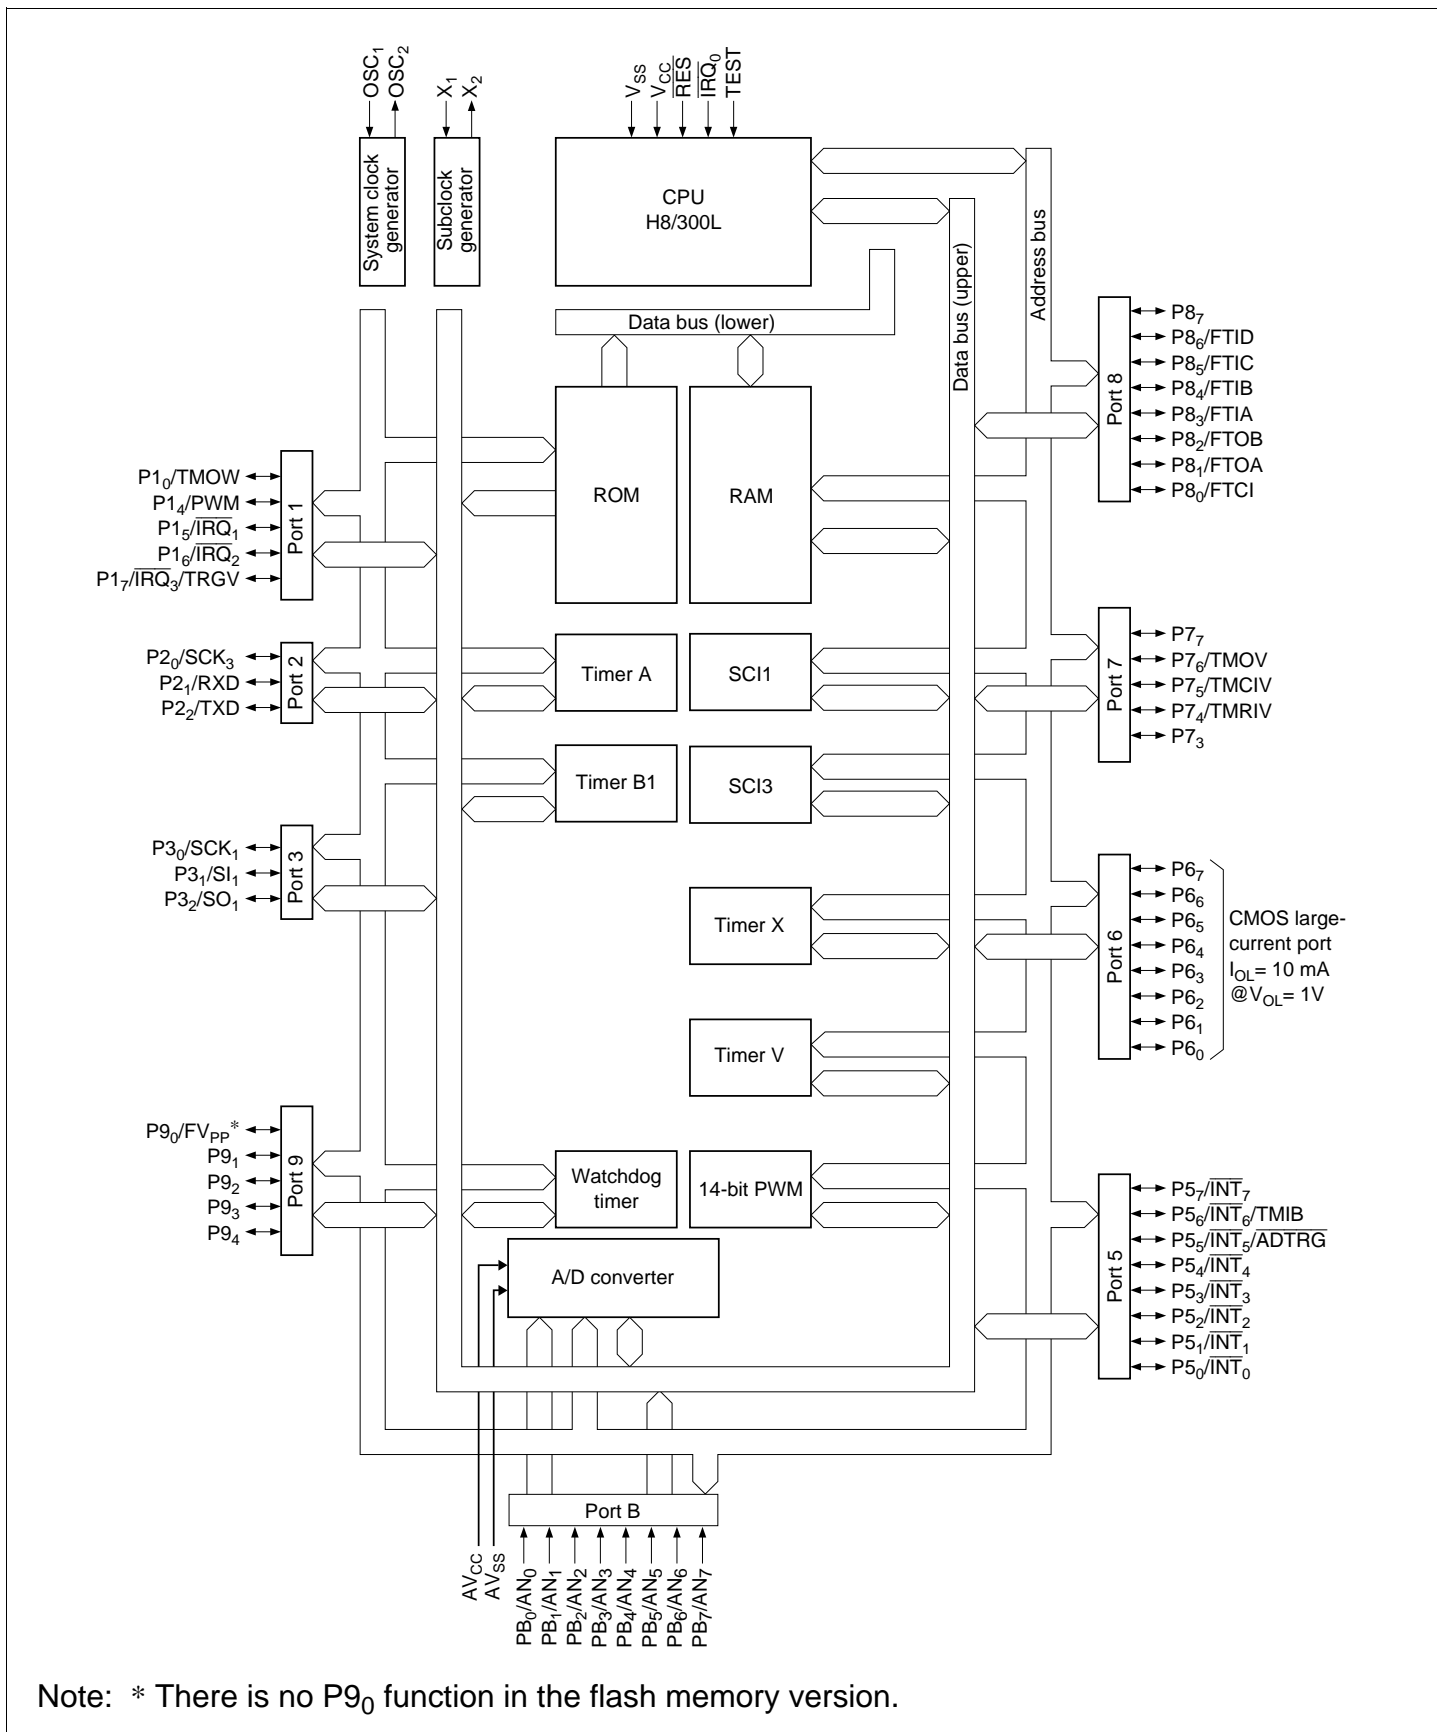 OSC1
OSC2
X1
X2
VSS
VCC
RES
IRQ0
TEST
System clock
generator
Subclock
generator
CPU
H8/300L
Data bus (lower)
Data bus (upper)
Address bus
P10/TMOW
P14/PWM
P15/IRQ1
P16/IRQ2
P17/IRQ3/TRGV
Port 1
ROM
RAM
Port 8
P87
P86/FTID
P85/FTIC
P84/FTIB
P83/FTIA
P82/FTOB
P81/FTOA
P80/FTCI
P20/SCK3
P21/RXD
P22/TXD
Port 2
Timer A
SCI1
Port 7
P77
P76/TMOV
P75/TMCIV
P74/TMRIV
P73
Timer B1
SCI3
P30/SCK1
P31/SI1
P32/SO1
Port 3
Timer X
Port 6
P67
P66
P65
P64
P63
P62
P61
P60
CMOS large-
current port
IOL= 10 mA
@VOL= 1V
Timer V
P90/FVPP*
P91
P92
P93
P94
Port 9
Watchdog
timer
14-bit PWM
Port 5
P57/INT7
P56/INT6/TMIB
P55/INT5/ADTRG
P54/INT4
P53/INT3
P52/INT2
P51/INT1
P50/INT0
A/D converter
Port B
AVCC
AVSS
PB0/AN0
PB1/AN1
PB2/AN2
PB3/AN3
PB4/AN4
PB5/AN5
PB6/AN6
PB7/AN7
Note: * There is no P90 function in the flash memory version.